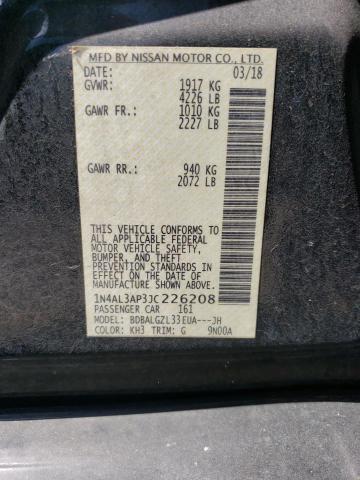 MFD BY NISSAN MOTOR CO., LTD.
DATE: 03/18
GVWR: 1917 KG
4226 LB
GAWR FR: 1010 KG
2227 LB
GAWR RR: 940 KG
2072 LB
THIS VEHICLE CONFORMS TO
ALL APPLICABLE FEDERAL
MOTOR VEHICLE SAFETY,
BUMPER, AND THEFT
PREVENTION STANDARDS
IN EFFECT ON THE DATE OF
MANUFACTURE SHOWN ABOVE.
1N4AL3AP3JC226208
PASSENGER CAR 161
MODEL: BDBALGZL33EUA---JH
COLOR: KH3 TRIM: G 9N00A